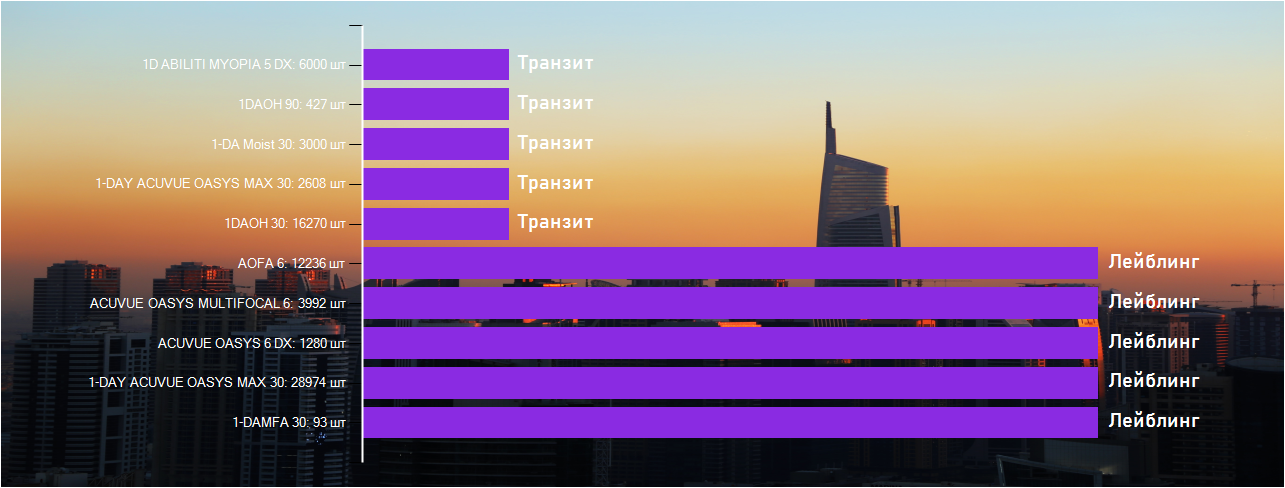 1D ABILITI MYOPIA 5 DX: 6000 шт Транзит
1DAOH 90: 427 шт Транзит
1-DA Moist 30: 3000 шт Транзит
1-DAY ACUVUE OASYS MAX 30: 2608 шт Транзит
1DAOH 30: 16270 шт Транзит
AOFA 6: 12236 шт Лейблинг
ACUVUE OASYS MULTIFOCAL 6: 3992 шт Лейблинг
ACUVUE OASYS 6 DX: 1280 шт Лейблинг
1-DAY ACUVUE OASYS MAX 30: 28974 шт Лейблинг
1-DAMFA 30: 93 шт Лейблинг